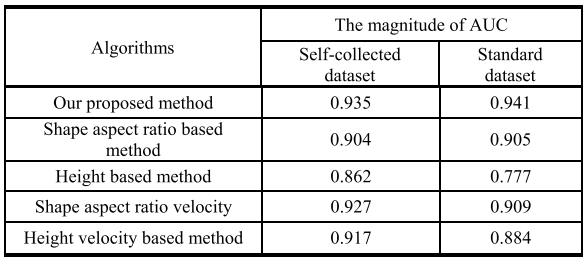 Algorithms
The magnitude of AUC
Self-collected
dataset
Standard
dataset
Our proposed method 0.935 0.941
Shape aspect ratio based
method 0.904 0.905
Height based method 0.862 0.777
Shape aspect ratio velocity 0.927 0.909
Height velocity based method 0.917 0.884